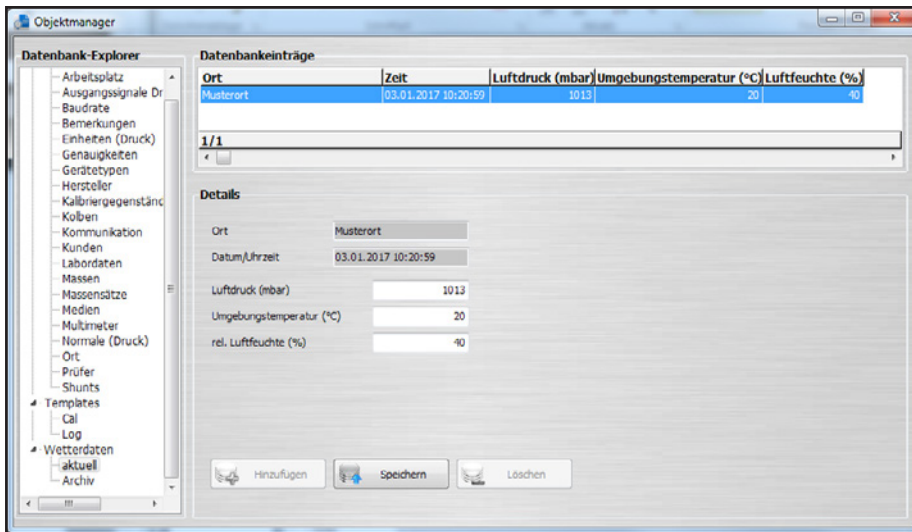 Objektmanager
Datenbank-Explorer
Arbeitsplatz
Ausgangssignale Dr
Baudrate
Bemerkungen
Einheiten (Druck)
Genauigkeiten
Gerätetypen
Hersteller
Kalibriergegenständ
Kolben
Kommunikation
Kunden
Labordaten
Massen
Massensätze
Medien
Multimeter
Normale (Druck)
Ort
Prüfer
Shunts
Templates
Cal
Log
Wetterdaten
aktuell
Archiv
Datenbankeinträge
Ort Zeit Luftdruck (mbar) Umgebungstemperatur (°C) Luftfeuchte (%)
Musterort 03.01.2017 10:20:59 1013 20 40
1/1
Details
Ort Musterort
Datum/Uhrzeit 03.01.2017 10:20:59
Luftdruck (mbar) 1013
Umgebungstemperatur (°C) 20
rel. Luftfeuchte (%) 40
Hinzufügen Speichern Löschen